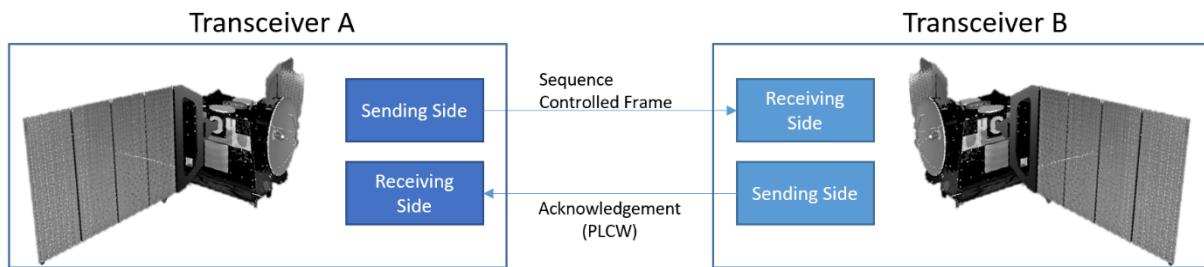 Transceiver A
Transceiver B
Sending Side
Sequence
Controlled Frame
Receiving
Side
Receiving
Side
Acknowledgement
(PLCW)
Sending Side